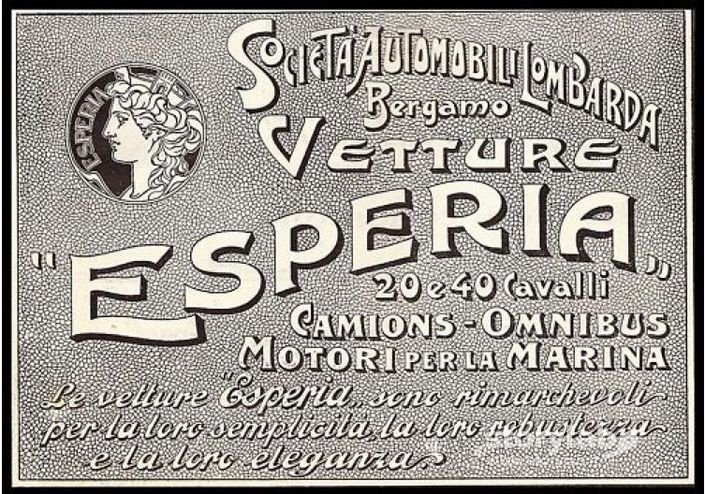 SOCIETÀ AUTOMOBILI LOMBARDA
Bergamo
VETTURE
ESPERIA
"ESPERIA„
20 e 40 Cavalli
CAMIONS - OMNIBUS
MOTORI PER LA MARINA
Le vetture "Esperia„ sono rimarchevoli
per la loro semplicità, la loro robustezza
e la loro eleganza.